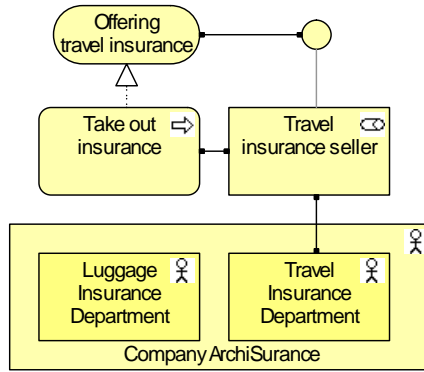 Offering
travel insurance
Take out
insurance
Travel
insurance seller
Luggage
Insurance
Department
Travel
Insurance
Department
Company ArchiSurance